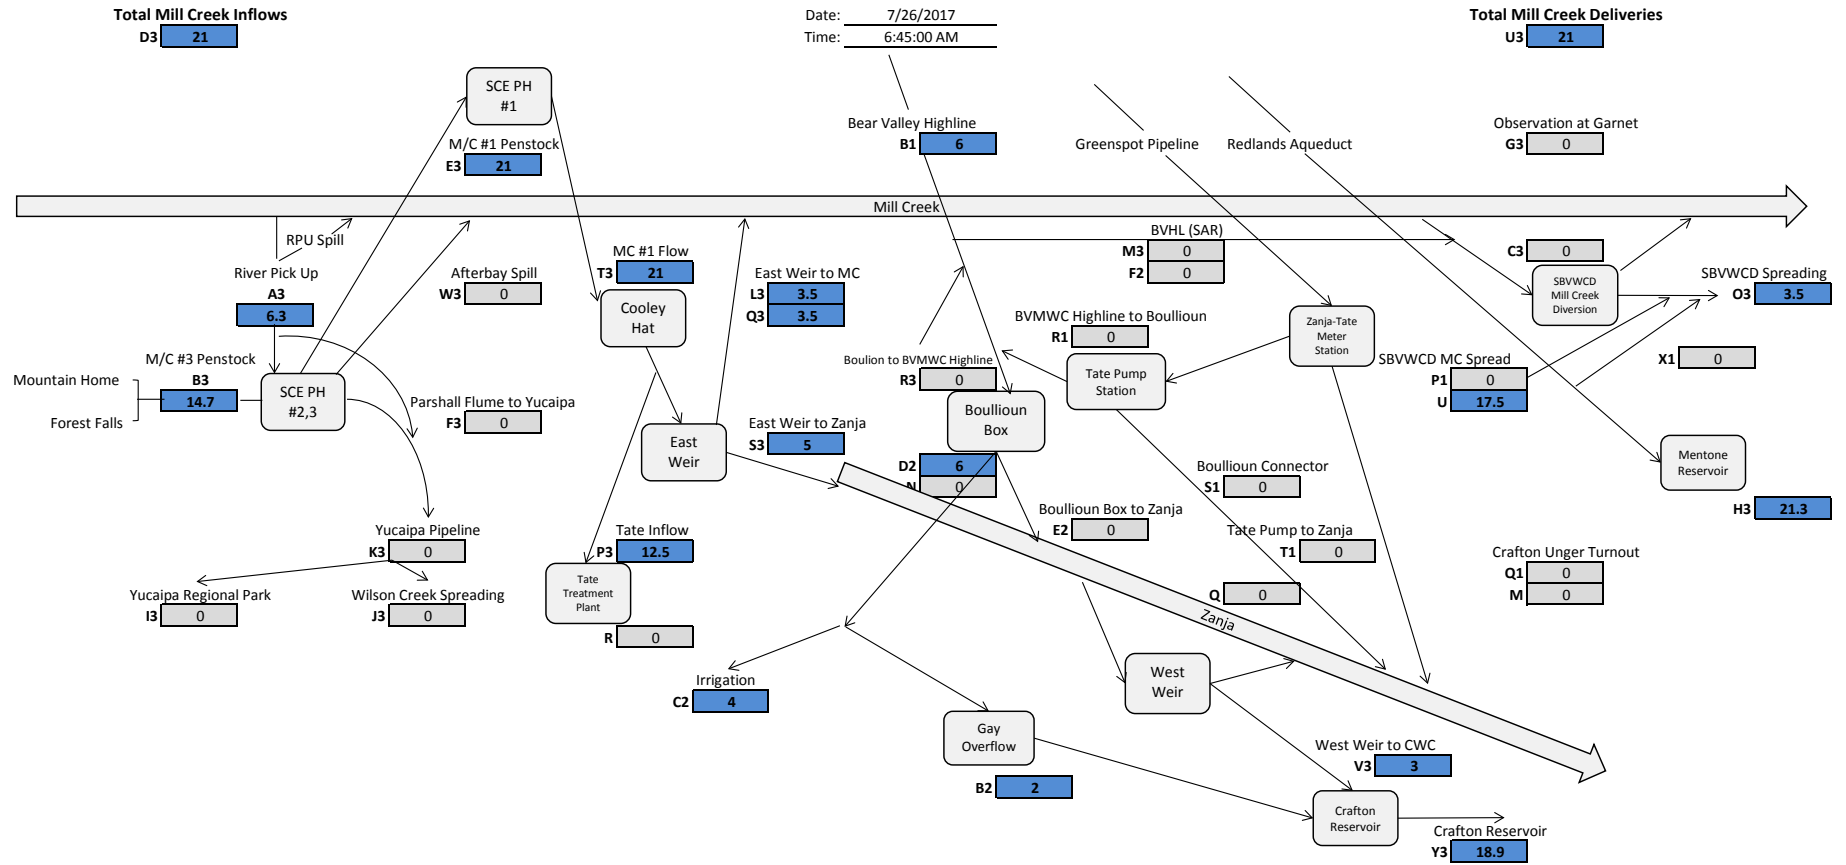 Total Mill Creek Inflows
D3 21
Date: 7/26/2017
Time: 6:45:00 AM
Total Mill Creek Deliveries
U3 21
SCE PH
#1
M/C #1 Penstock
E3 21
Bear Valley Highline
B1 6
Greenspot Pipeline
Redlands Aqueduct
Observation at Garnet
G3 0
Mill Creek
RPU Spill
River Pick Up
A3
6.3
Afterbay Spill
W3 0
MC #1 Flow
T3 21
Cooley
Hat
East Weir to MC
L3 3.5
Q3 3.5
BVHL (SAR)
M3 0
F2 0
C3 0
SBVWCD
Mill Creek
Diversion
SBVWCD Spreading
O3 3.5
BVMWC Highline to Boullioun
R1 0
Zanja-Tate
Meter
Station
M/C #3 Penstock
B3
14.7
Mountain Home
Forest Falls
SCE PH
#2,3
Boulion to BVMWC Highline
R3 0
Tate Pump
Station
SBVWCD MC Spread
P1 0
U 17.5
X1 0
Parshall Flume to Yucaipa
F3 0
Boullioun
Box
East
Weir
East Weir to Zanja
S3 5
D2 6
N 0
Boullioun Connector
S1 0
Mentone
Reservoir
H3 21.3
Boullioun Box to Zanja
E2 0
Yucaipa Pipeline
K3 0
Tate Inflow
P3 12.5
Tate Pump to Zanja
T1 0
Crafton Unger Turnout
Q1 0
M 0
Tate
Treatment
Plant
R 0
Yucaipa Regional Park
I3 0
Wilson Creek Spreading
J3 0
Q 0
Zanja
Irrigation
C2 4
West
Weir
Gay
Overflow
B2 2
West Weir to CWC
V3 3
Crafton
Reservoir
Crafton Reservoir
Y3 18.9